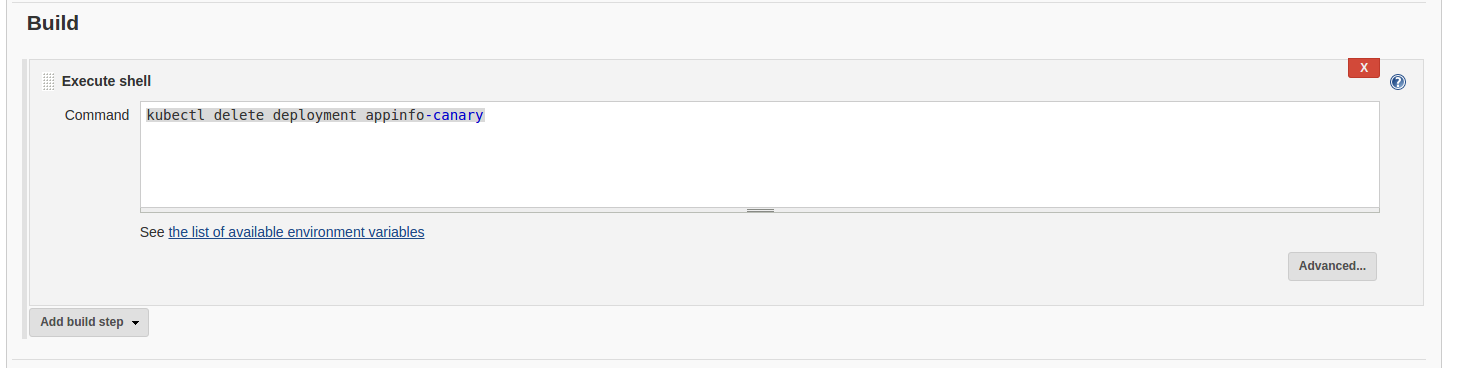 Build
Execute shell
X
?
Command
kubectl delete deployment appinfo-canary
See the list of available environment variables
Advanced...
Add build step